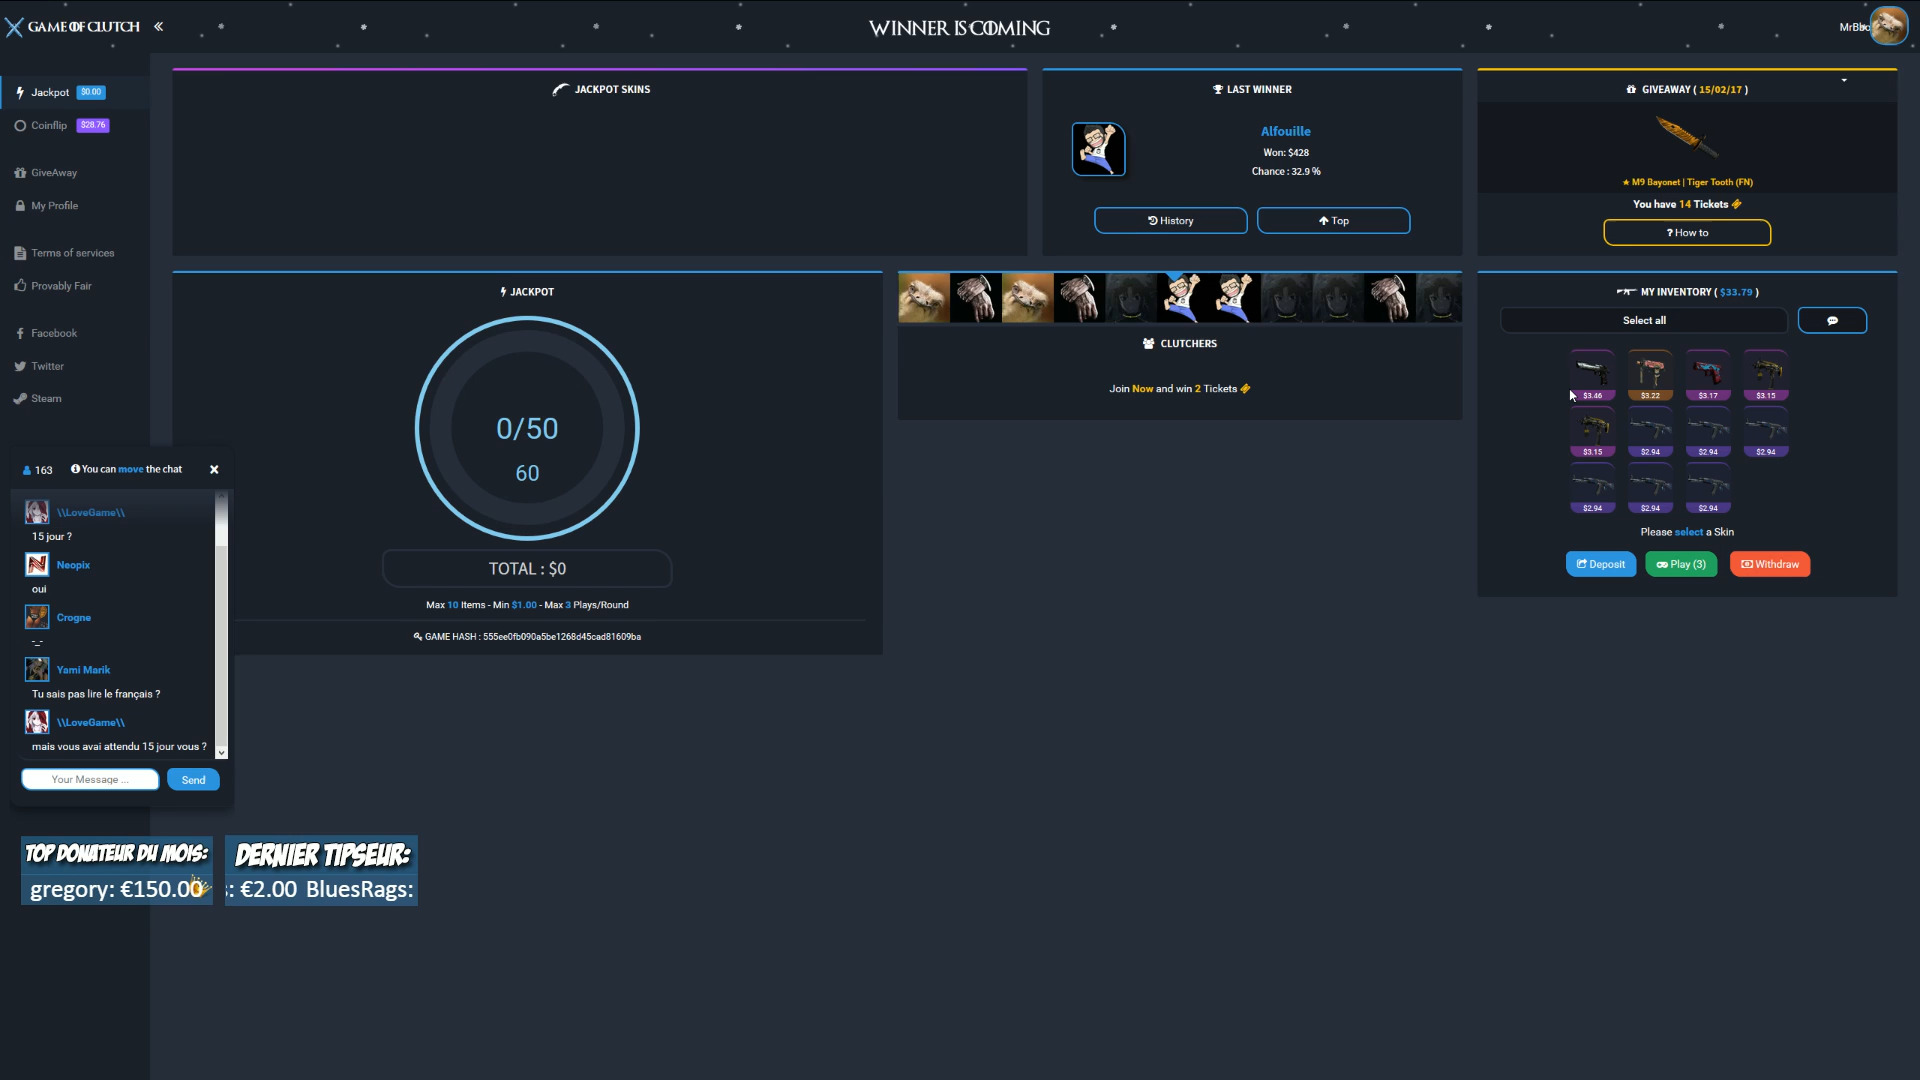 GAME OF CLUTCH
WINNER IS COMING
Jackpot $0.00
Coinflip $28.76
GiveAway
My Profile
Terms of services
Provably Fair
Facebook
Twitter
Steam
JACKPOT SKINS
LAST WINNER
Alfouille
Won: $428
Chance : 32.9 %
History
Top
GIVEAWAY ( 15/02/17 )
★ M9 Bayonet | Tiger Tooth (FN)
You have 14 Tickets
? How to
JACKPOT
0/50
60
TOTAL : $0
Max 10 Items - Min $1.00 - Max 3 Plays/Round
GAME HASH : 555ee0fb090a5be1268d45cad81609ba
CLUTCHERS
Join Now and win 2 Tickets
MY INVENTORY ( $33.79 )
Select all
$3.46 $3.22 $3.17 $3.15
$3.15 $2.94 $2.94 $2.94
$2.94 $2.94 $2.94
Please select a Skin
Deposit
Play (3)
Withdraw
163 You can move the chat
\\LoveGame\\
15 jour ?
Neopix
oui
Crogne
-_-
Yami Marik
Tu sais pas lire le français ?
\\LoveGame\\
mais vous avai attendu 15 jour vous ?
Your Message ...
Send
TOP DONATEUR DU MOIS:
gregory: €150.00
DERNIER TIPSEUR:
: €2.00 BluesRags: